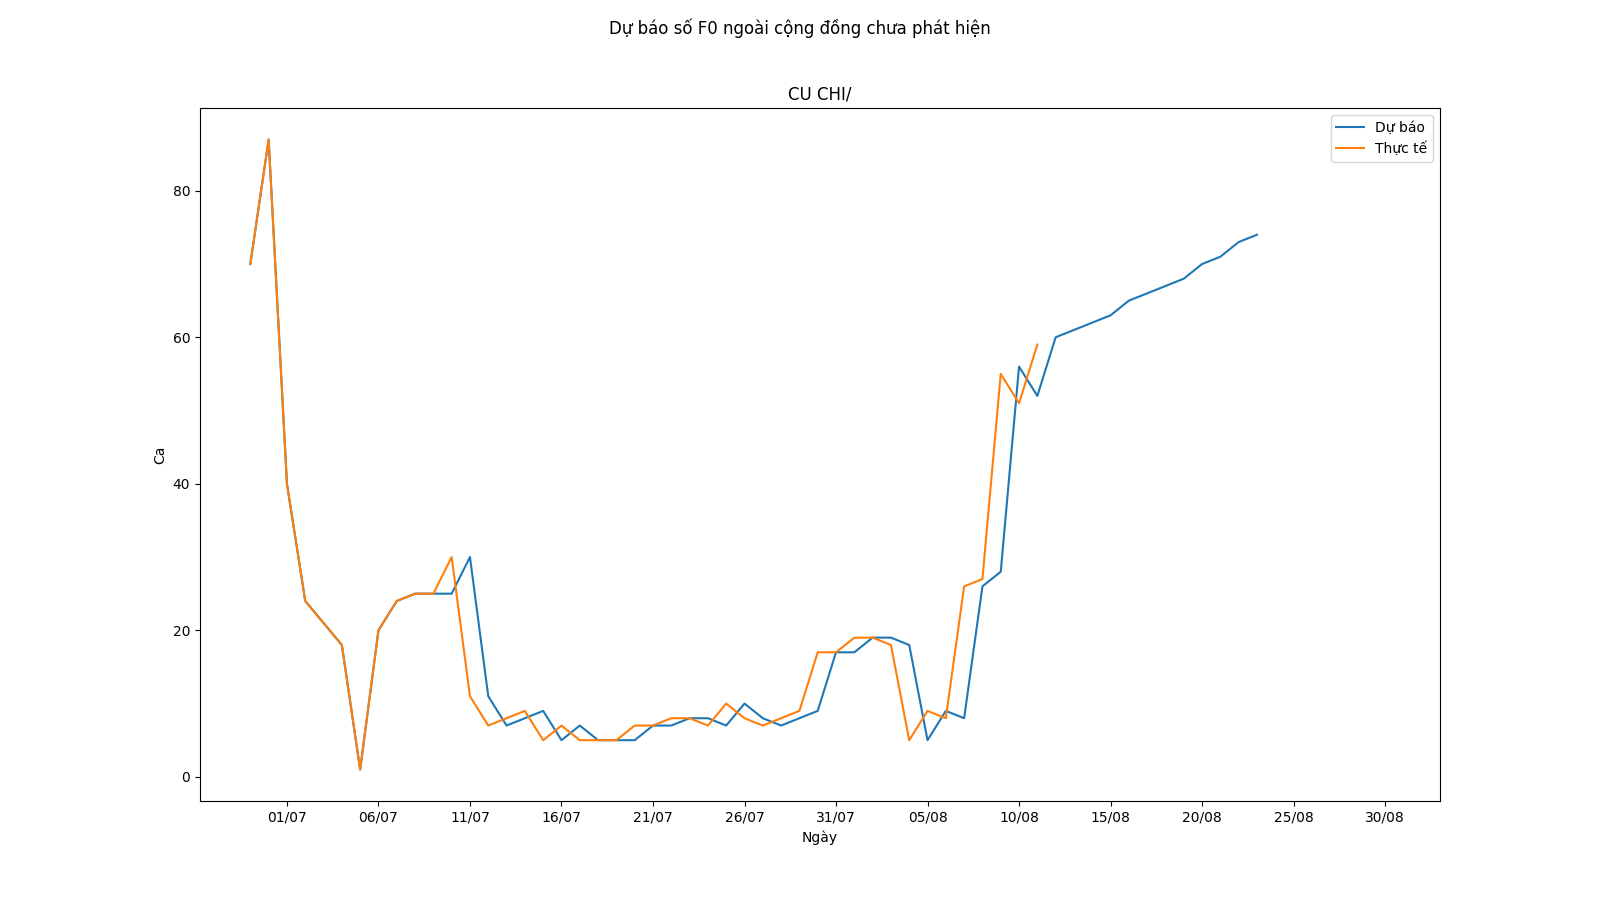 Dự báo số F0 ngoài cộng đồng chưa phát hiện
CU CHI/
Dự báo
Thực tế
80
60
40
20
0
Ca
01/07 06/07 11/07 16/07 21/07 26/07 31/07 05/08 10/08 15/08 20/08 25/08 30/08
Ngày